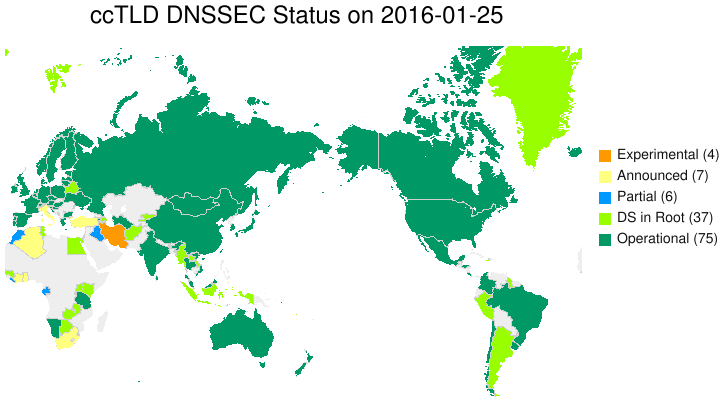 ccTLD DNSSEC Status on 2016-01-25
Experimental (4)
Announced (7)
Partial (6)
DS in Root (37)
Operational (75)